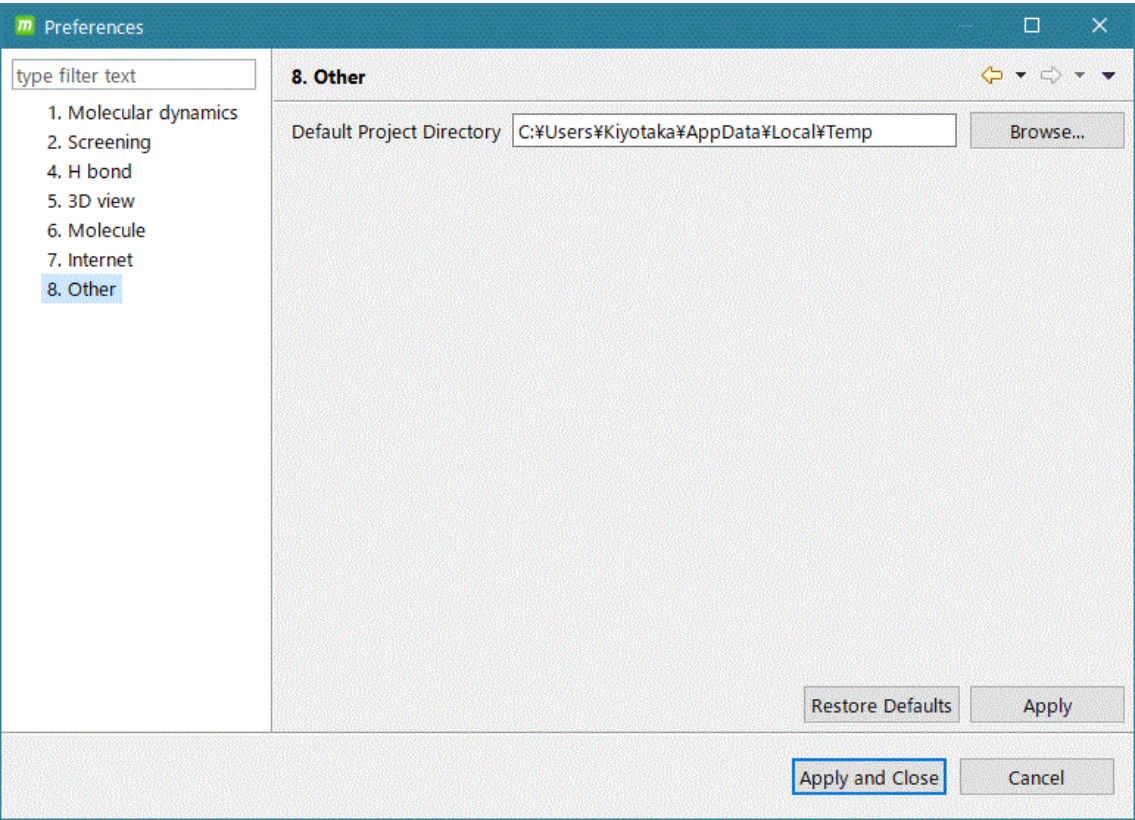 m Preferences
type filter text
1. Molecular dynamics
2. Screening
4. H bond
5. 3D view
6. Molecule
7. Internet
8. Other
8. Other
Default Project Directory C:¥Users¥Kiyotaka¥AppData¥Local¥Temp Browse...
Restore Defaults Apply
Apply and Close Cancel